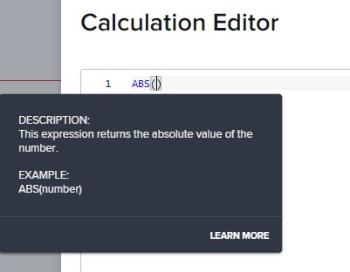 Calculation Editor
1 ABS()
DESCRIPTION:
This expression returns the absolute value of the
number.
EXAMPLE:
ABS(number)
LEARN MORE